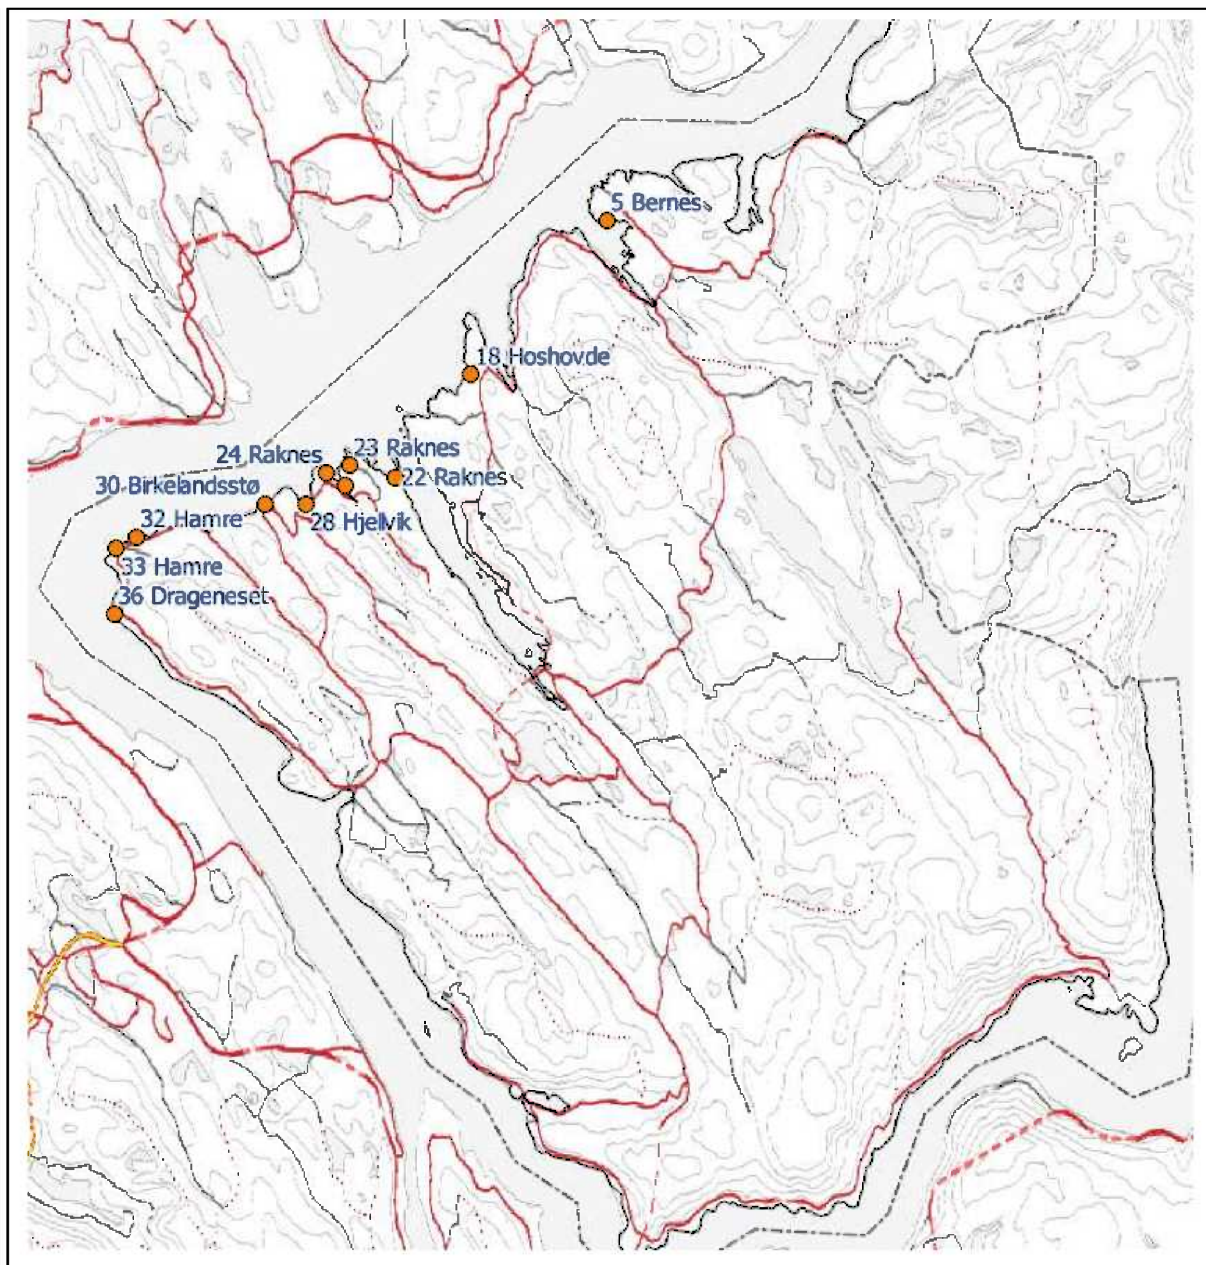 5 Bernes
18 Hoshovde
23 Raknes
24 Raknes
22 Raknes
30 Birkelandsstø
28 Hjellvik
32 Hamre
33 Hamre
36 Drageneset